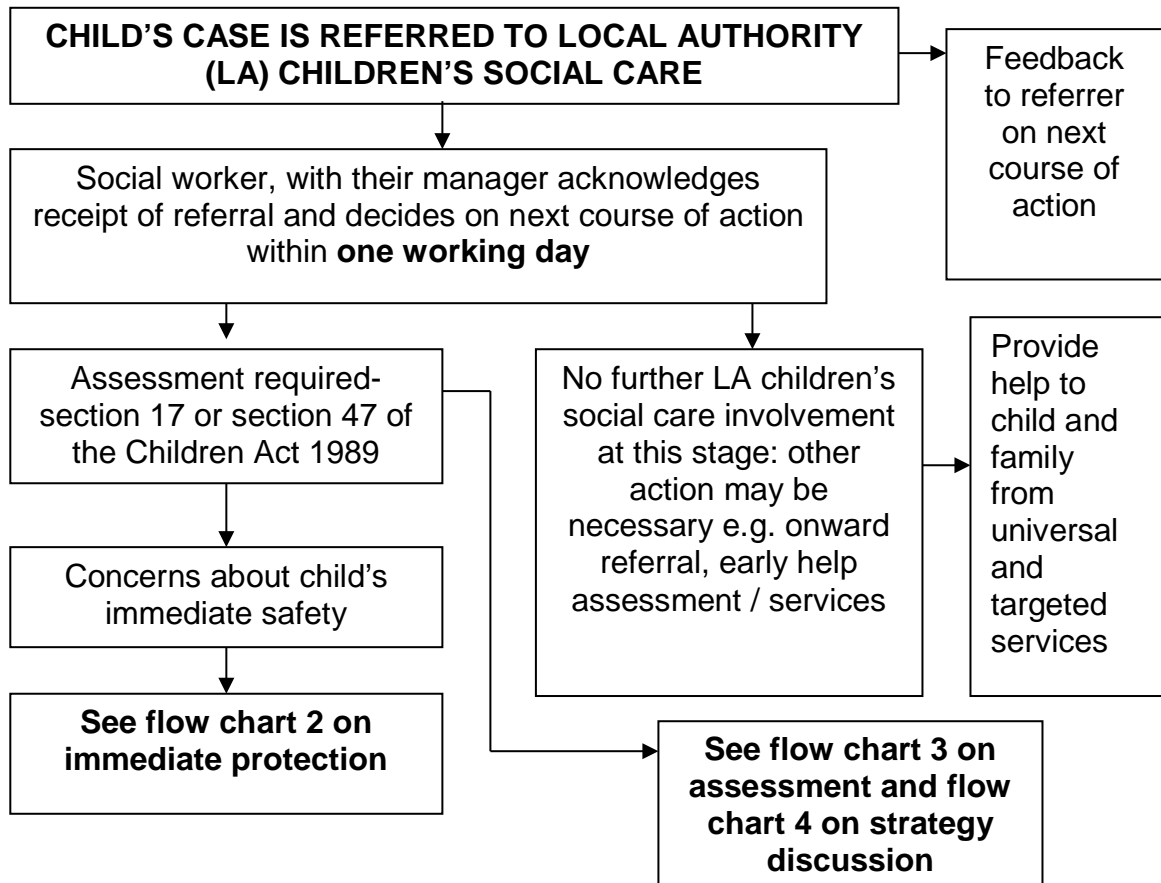 CHILD’S CASE IS REFERRED TO LOCAL AUTHORITY
(LA) CHILDREN’S SOCIAL CARE
Feedback
to referrer
on next
course of
action
Social worker, with their manager acknowledges
receipt of referral and decides on next course of action
within one working day
Assessment required-
section 17 or section 47 of
the Children Act 1989
No further LA children’s
social care involvement
at this stage: other
action may be
necessary e.g. onward
referral, early help
assessment / services
Provide
help to
child and
family
from
universal
and
targeted
services
Concerns about child’s
immediate safety
See flow chart 2 on
immediate protection
See flow chart 3 on
assessment and flow
chart 4 on strategy
discussion